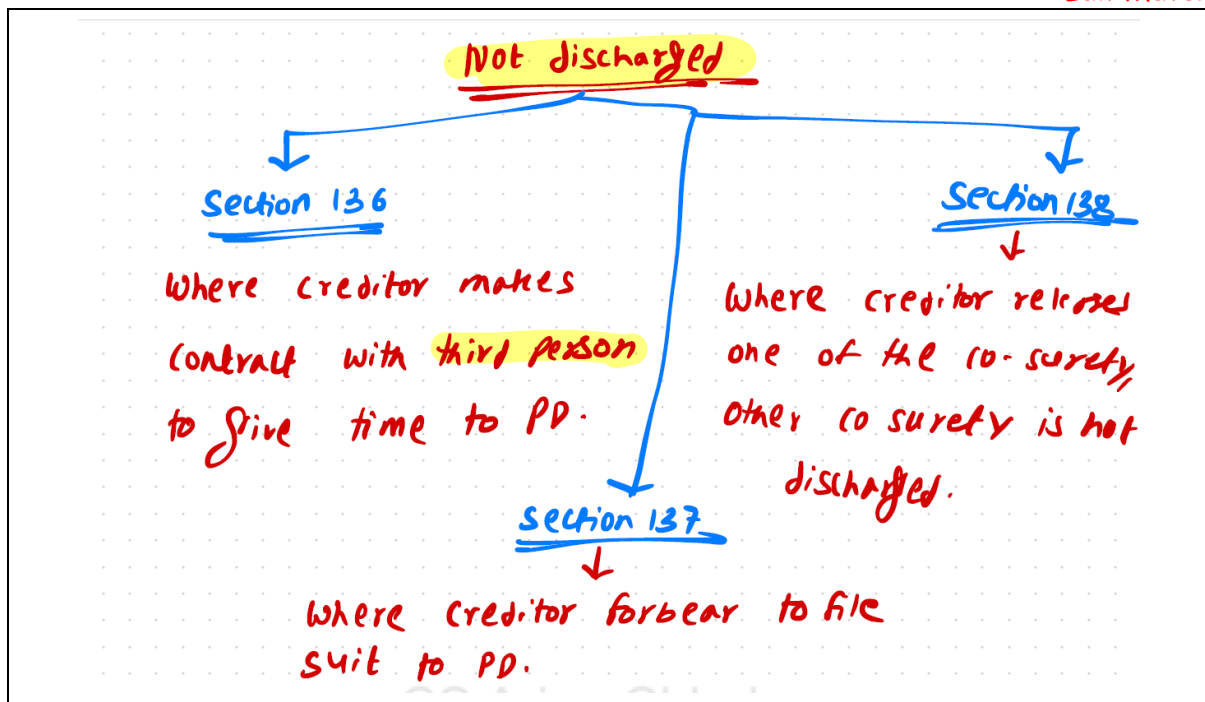 Not discharged
Section 136
Where creditor makes
contract with third person
to give time to PD.
Section 138
Where creditor releases
one of the co-surety,
other co surety is not
discharged.
Section 137
Where creditor forbear to file
suit to PD.